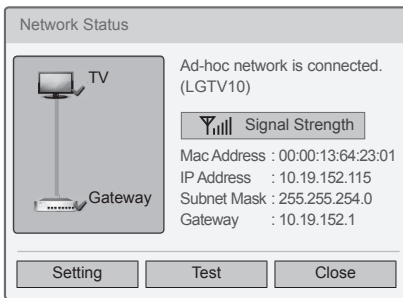 Network Status
TV
Gateway
Ad-hoc network is connected.
(LGTV10)
Signal Strength
Mac Address : 00:00:13:64:23:01
IP Address : 10.19.152.115
Subnet Mask : 255.255.254.0
Gateway : 10.19.152.1
Setting
Test
Close